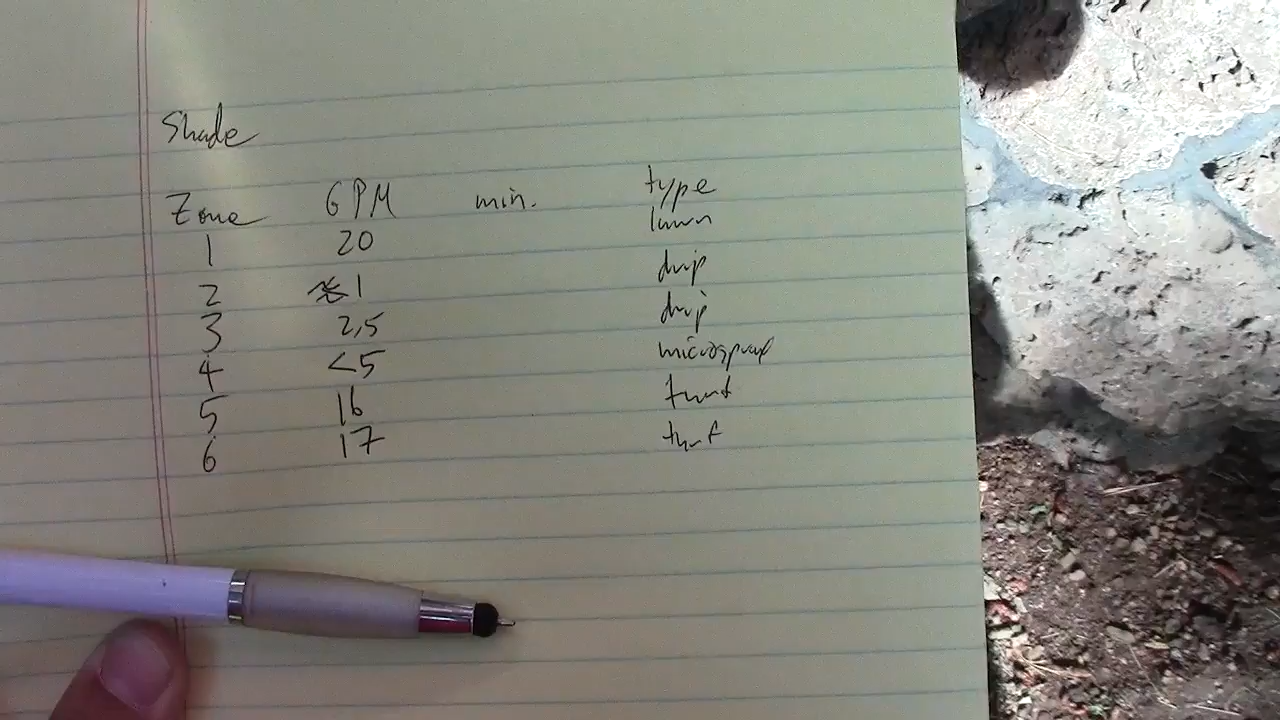 Shade
Zone GPM min. type
1 20 lawn
2 1 drip
3 2,5 drip
4 <5 microspray
5 16 turf
6 17 turf